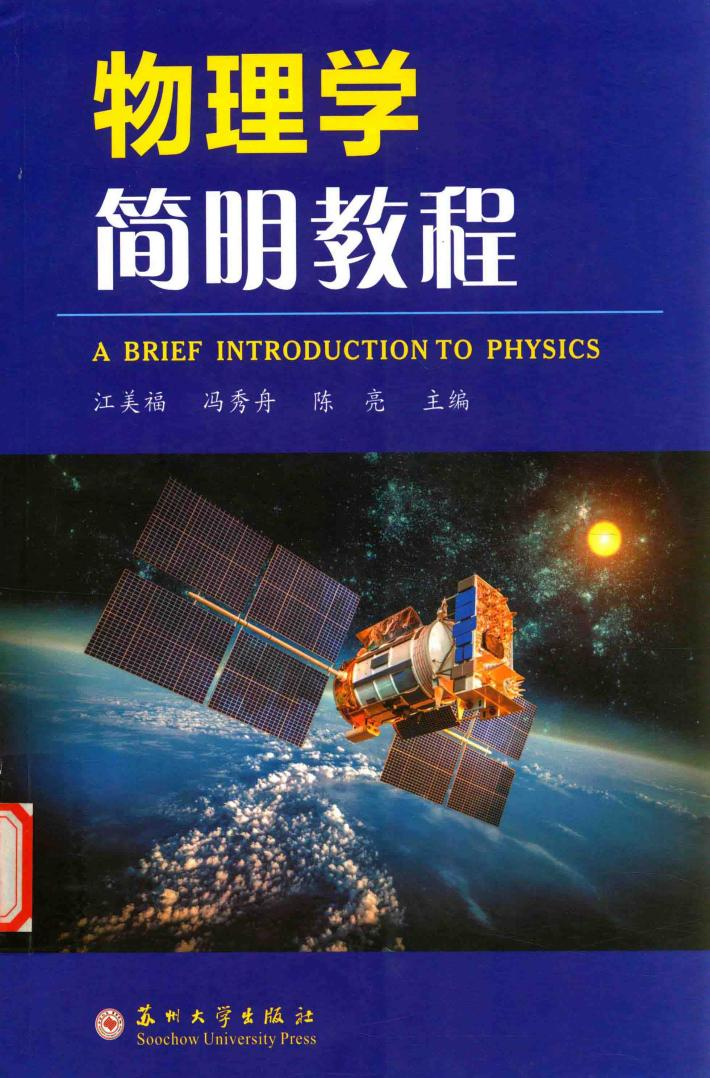 物理学
简明教程
A BRIEF INTRODUCTION TO PHYSICS
江美福 冯秀舟 陈 亮 主编
苏州大学出版社
Soochow University Press